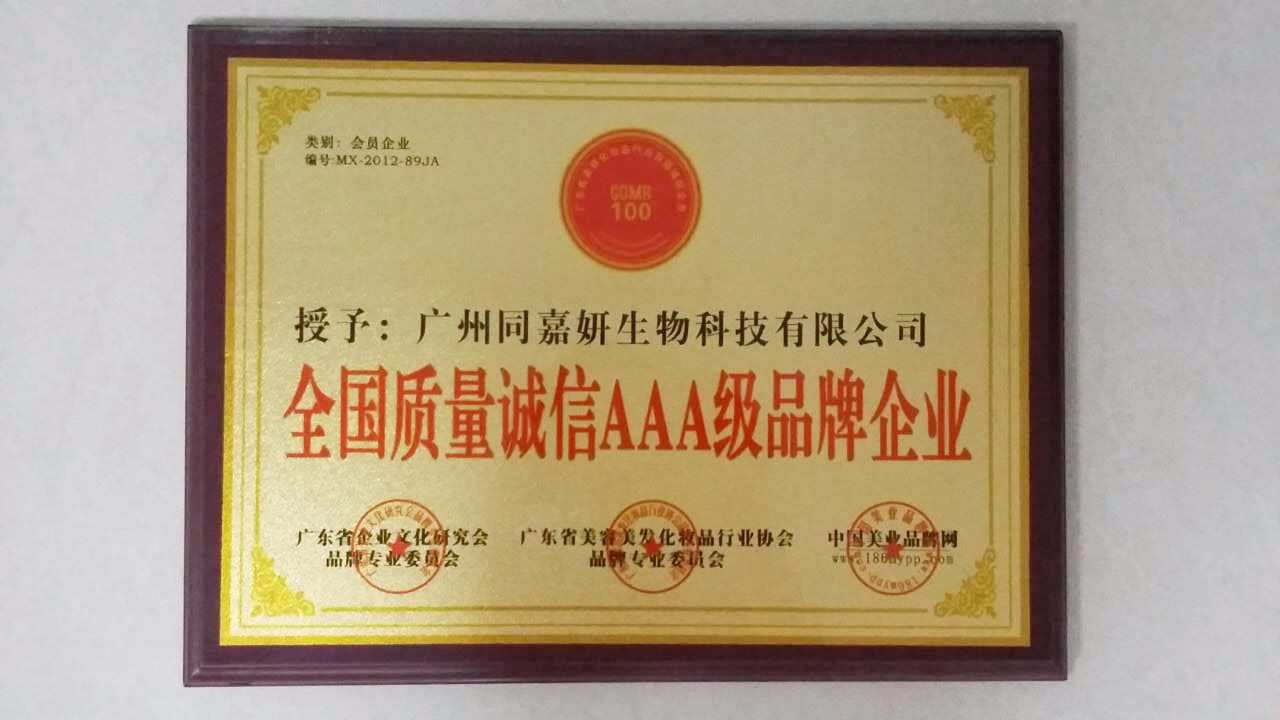 类别：会员企业
编号:MX-2012-89JA
100
授予：广州同嘉妍生物科技有限公司
全国质量诚信AAA级品牌企业
广东省企业文化研究会
品牌专业委员会
广东省美容美发化妆品行业协会
品牌专业委员会
中国美业品牌网